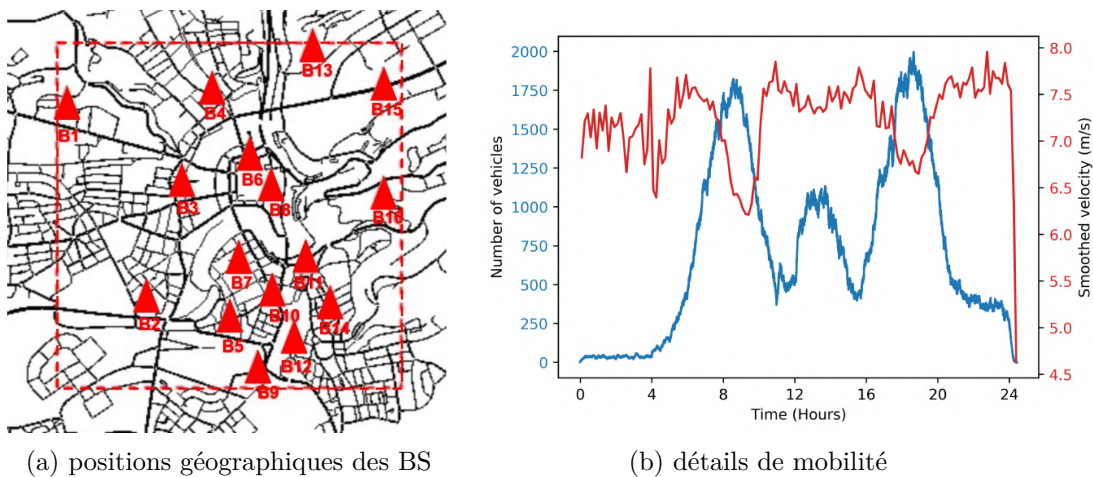 B13
B15
B4
B1
B6
B3
B8
B16
B7
B11
B2
B10
B14
B5
B12
B9
Number of vehicles
2000
1750
1500
1250
1000
750
500
250
0
0 4 8 12 16 20 24
Time (Hours)
8.0
7.5
7.0
6.5
6.0
5.5
5.0
4.5
Smoothed velocity (m/s)
(a) positions géographiques des BS
(b) détails de mobilité